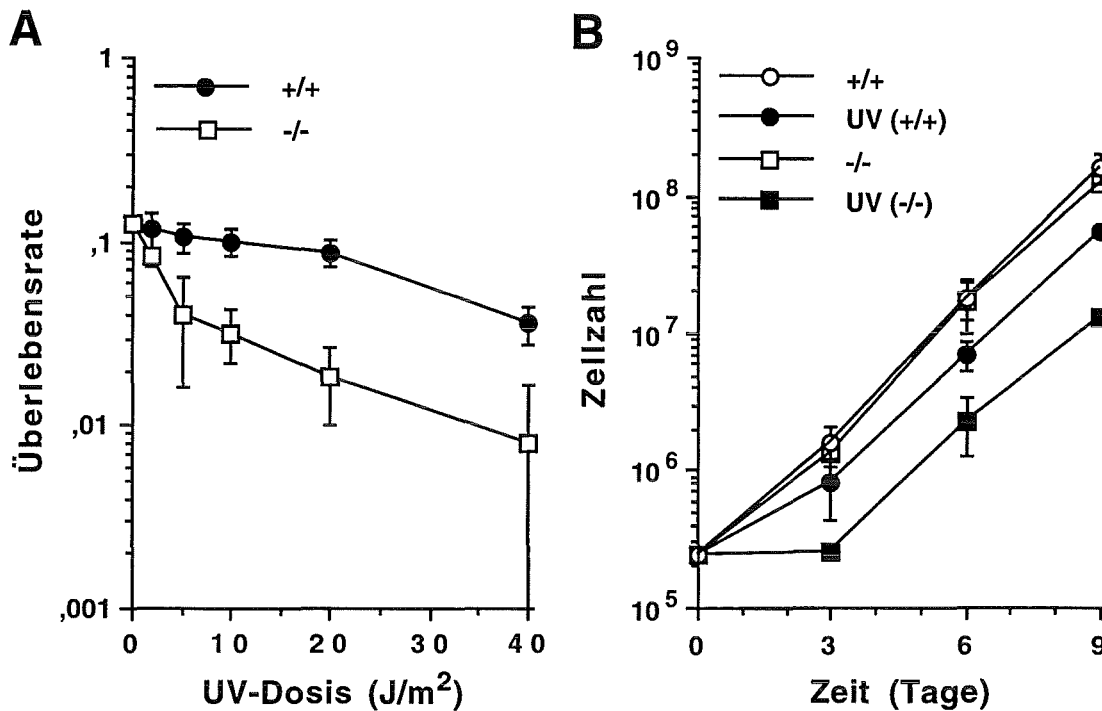 A
1
,1
,01
,001
Überlebensrate
+/+
-/-
0 10 20 30 40
UV-Dosis (J/m²)
B
10⁹
10⁸
10⁷
10⁶
10⁵
Zellzahl
+/+
UV (+/+)
-/-
UV (-/-)
0 3 6 9
Zeit (Tage)